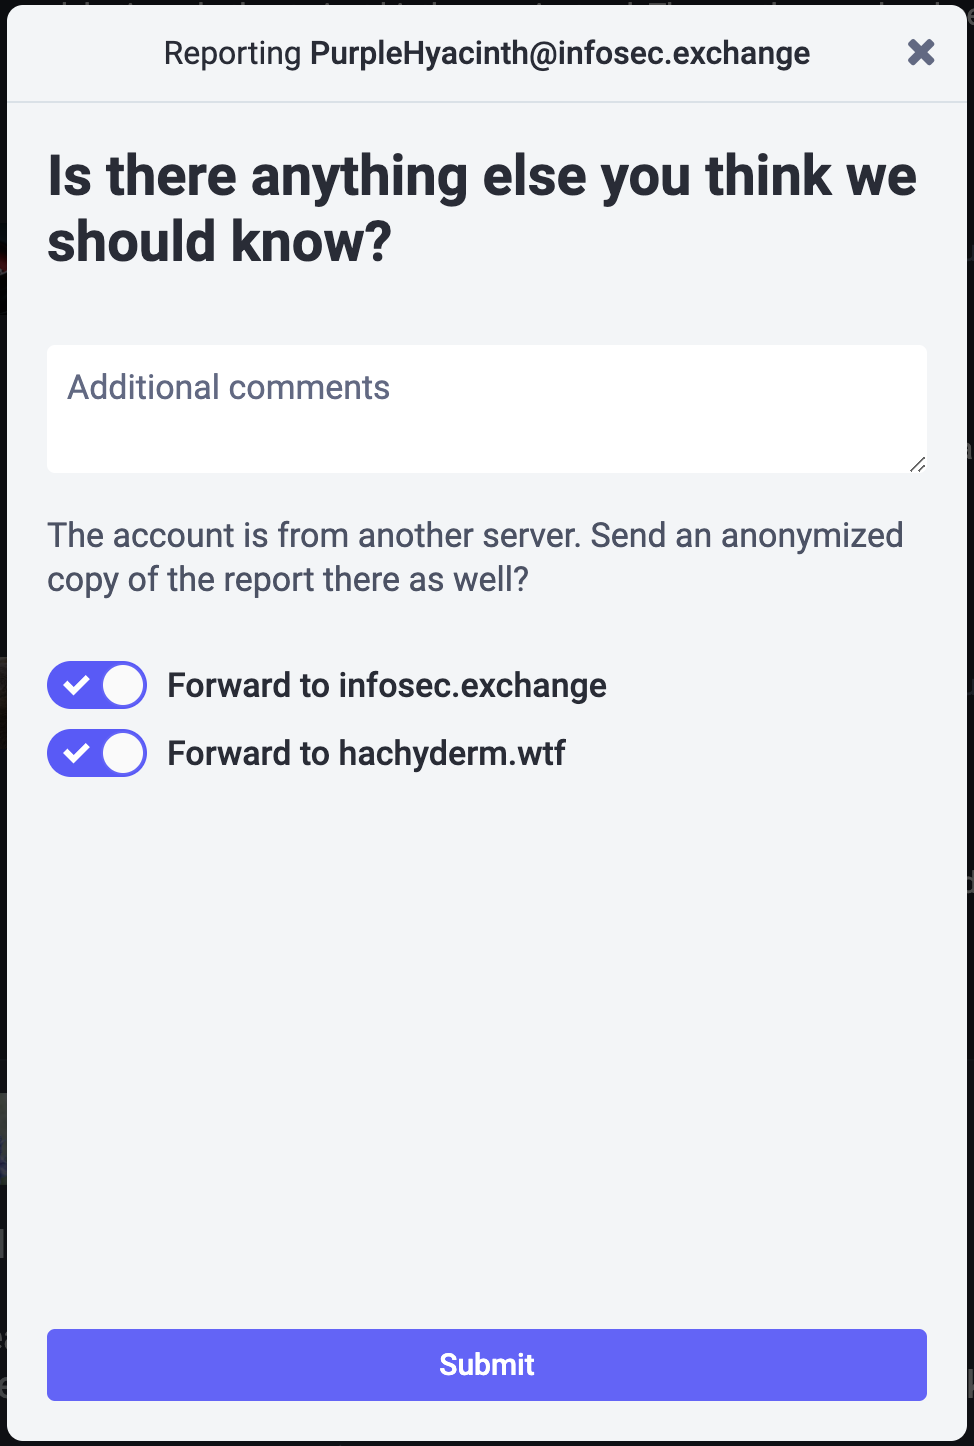 Reporting PurpleHyacinth@infosec.exchange
Is there anything else you think we
should know?
Additional comments
The account is from another server. Send an anonymized
copy of the report there as well?
Forward to infosec.exchange
Forward to hachyderm.wtf
Submit